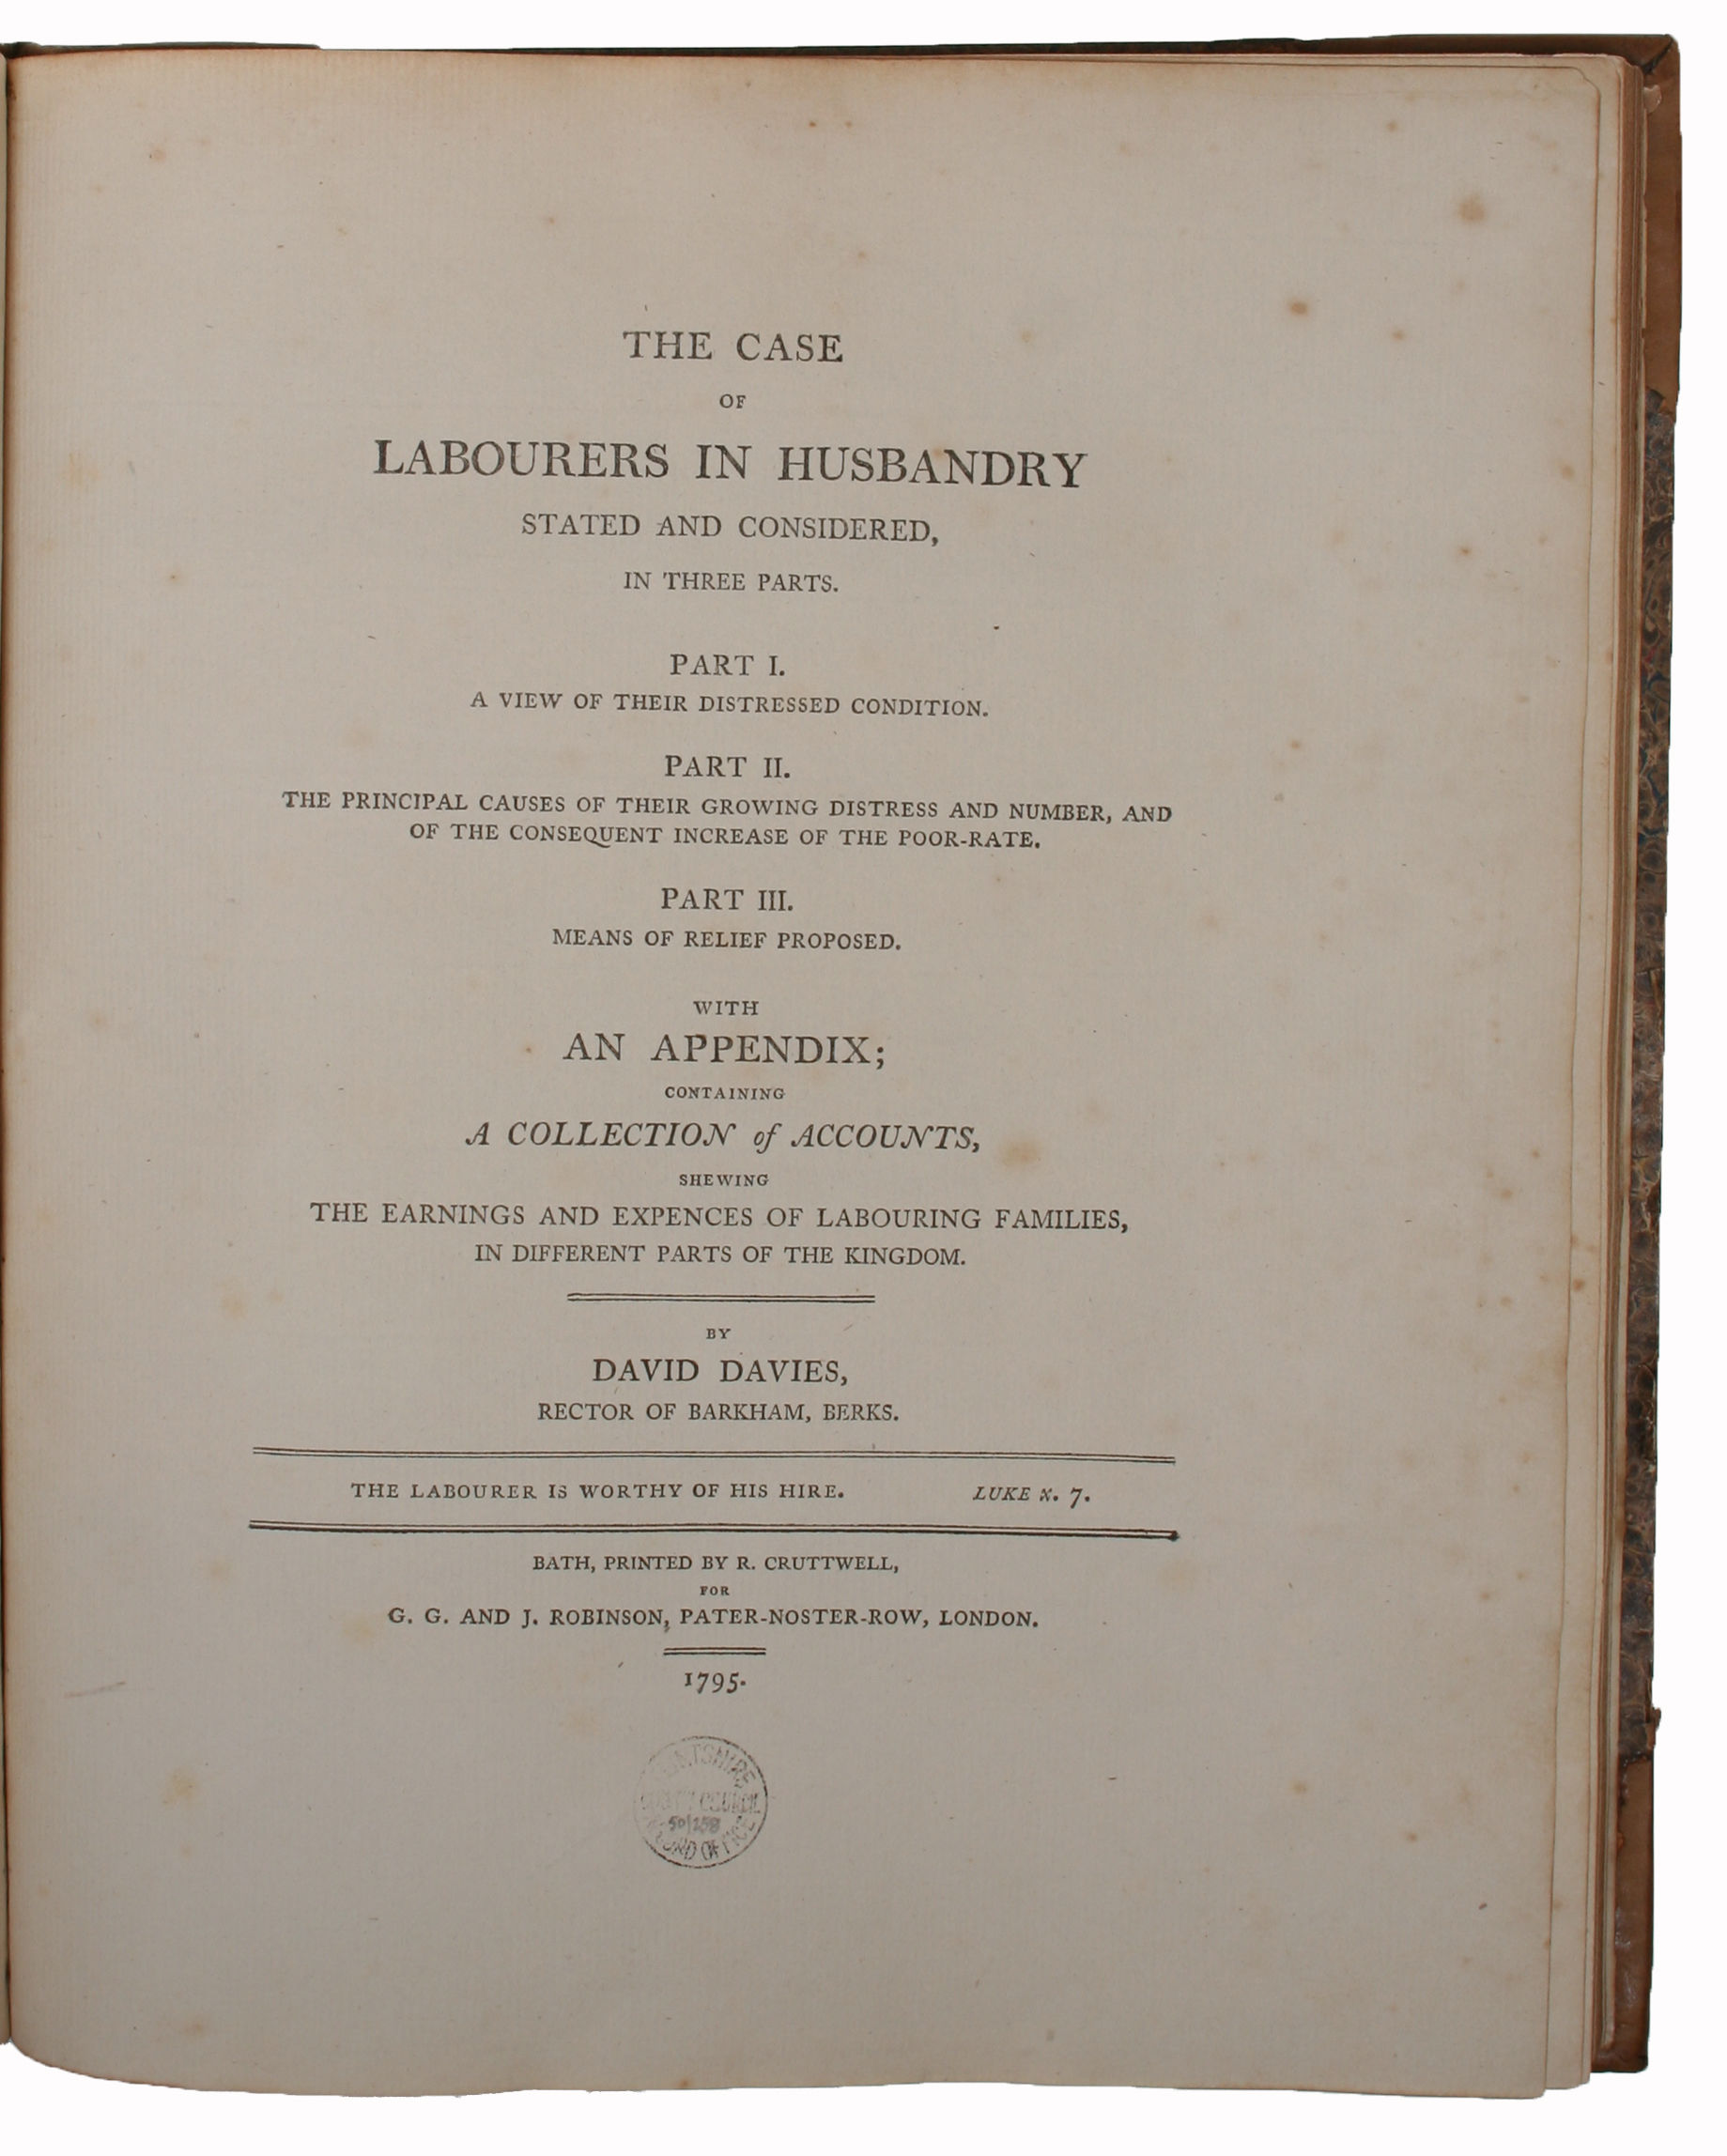 THE CASE
OF
LABOURERS IN HUSBANDRY
STATED AND CONSIDERED,
IN THREE PARTS.
PART I.
A VIEW OF THEIR DISTRESSED CONDITION.
PART II.
THE PRINCIPAL CAUSES OF THEIR GROWING DISTRESS AND NUMBER, AND
OF THE CONSEQUENT INCREASE OF THE POOR-RATE.
PART III.
MEANS OF RELIEF PROPOSED.
WITH
AN APPENDIX;
CONTAINING
A COLLECTION of ACCOUNTS,
SHEWING
THE EARNINGS AND EXPENCES OF LABOURING FAMILIES,
IN DIFFERENT PARTS OF THE KINGDOM.
BY
DAVID DAVIES,
RECTOR OF BARKHAM, BERKS.
THE LABOURER IS WORTHY OF HIS HIRE. LUKE x. 7.
BATH, PRINTED BY R. CRUTTWELL,
FOR
G. G. AND J. ROBINSON, PATER-NOSTER-ROW, LONDON.
1795.
COUNCIL
OFFICE